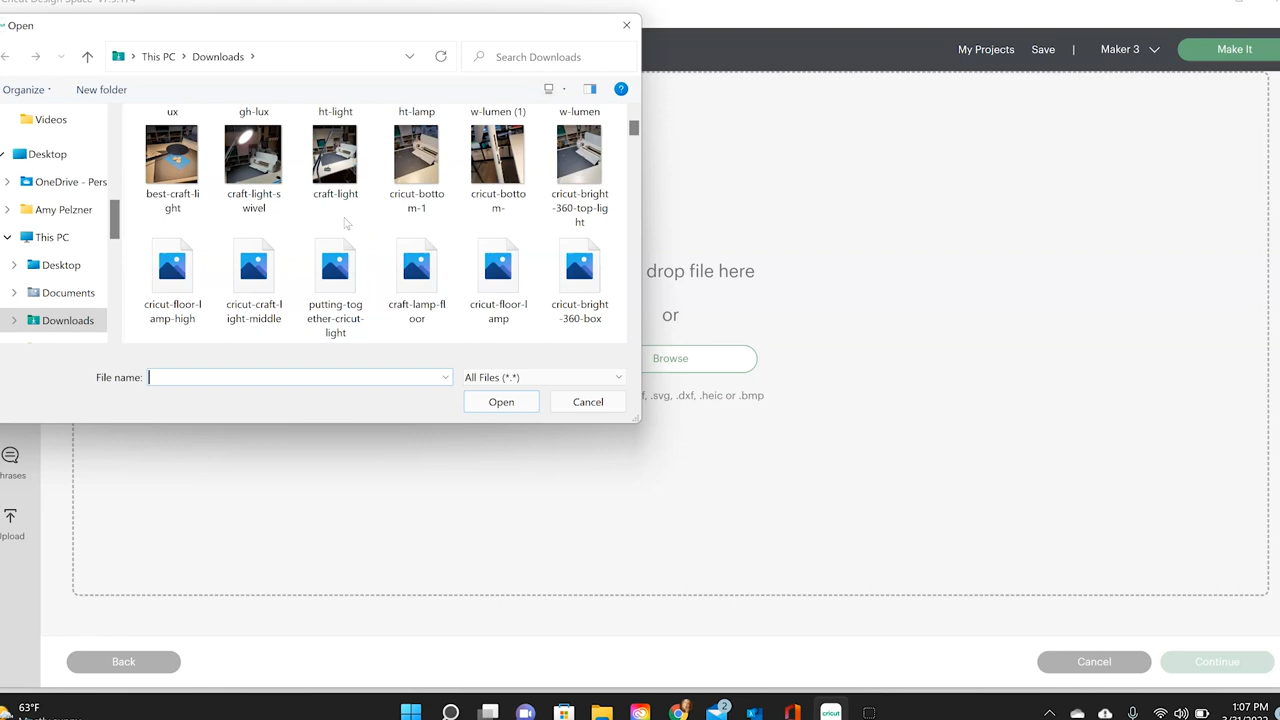 Open
This PC
Downloads
Search Downloads
Organize
New folder
Videos
Desktop
OneDrive - Pers
Amy Pelzner
This PC
Desktop
Documents
Downloads
ux
gh-lux
ht-light
ht-lamp
w-lumen (1)
w-lumen
best-craft-li
ght
craft-light-s
wivel
craft-light
cricut-botto
m-1
cricut-botto
m-
cricut-bright
-360-top-lig
ht
cricut-floor-l
amp-high
cricut-craft-l
ight-middle
putting-tog
ether-cricut-
light
craft-lamp-fl
oor
cricut-floor-l
amp
cricut-bright
-360-box
File name:
All Files (*.*)
Open
Cancel
My Projects
Save
|
Maker 3
Make It
drop file here
or
Browse
f, .svg, .dxf, .heic or .bmp
hrases
Upload
Back
Cancel
Continue
63°F
2
cricut
1:07 PM